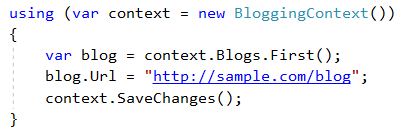 using (var context = new BloggingContext())
{
    var blog = context.Blogs.First();
    blog.Url = "http://sample.com/blog";
    context.SaveChanges();
}